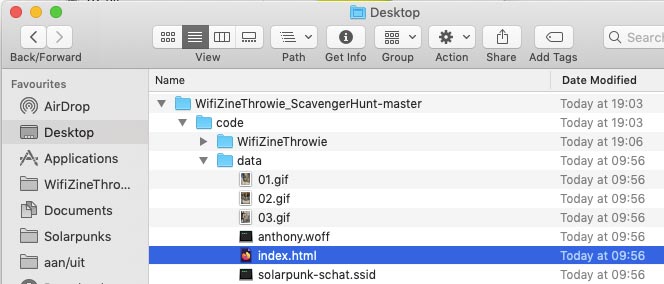 Desktop
Back/Forward View Path Get Info Group Action Share Add Tags Search
Favourites
AirDrop
Desktop
Applications
WifiZineThro...
Documents
Solarpunks
aan/uit
Name Date Modified
WifiZineThrowie_ScavengerHunt-master Today at 19:03
code Today at 19:03
WifiZineThrowie Today at 19:06
data Today at 09:56
01.gif Today at 09:56
02.gif Today at 09:56
03.gif Today at 09:56
anthony.woff Today at 09:56
index.html Today at 09:56
solarpunk-schat.ssid Today at 09:56